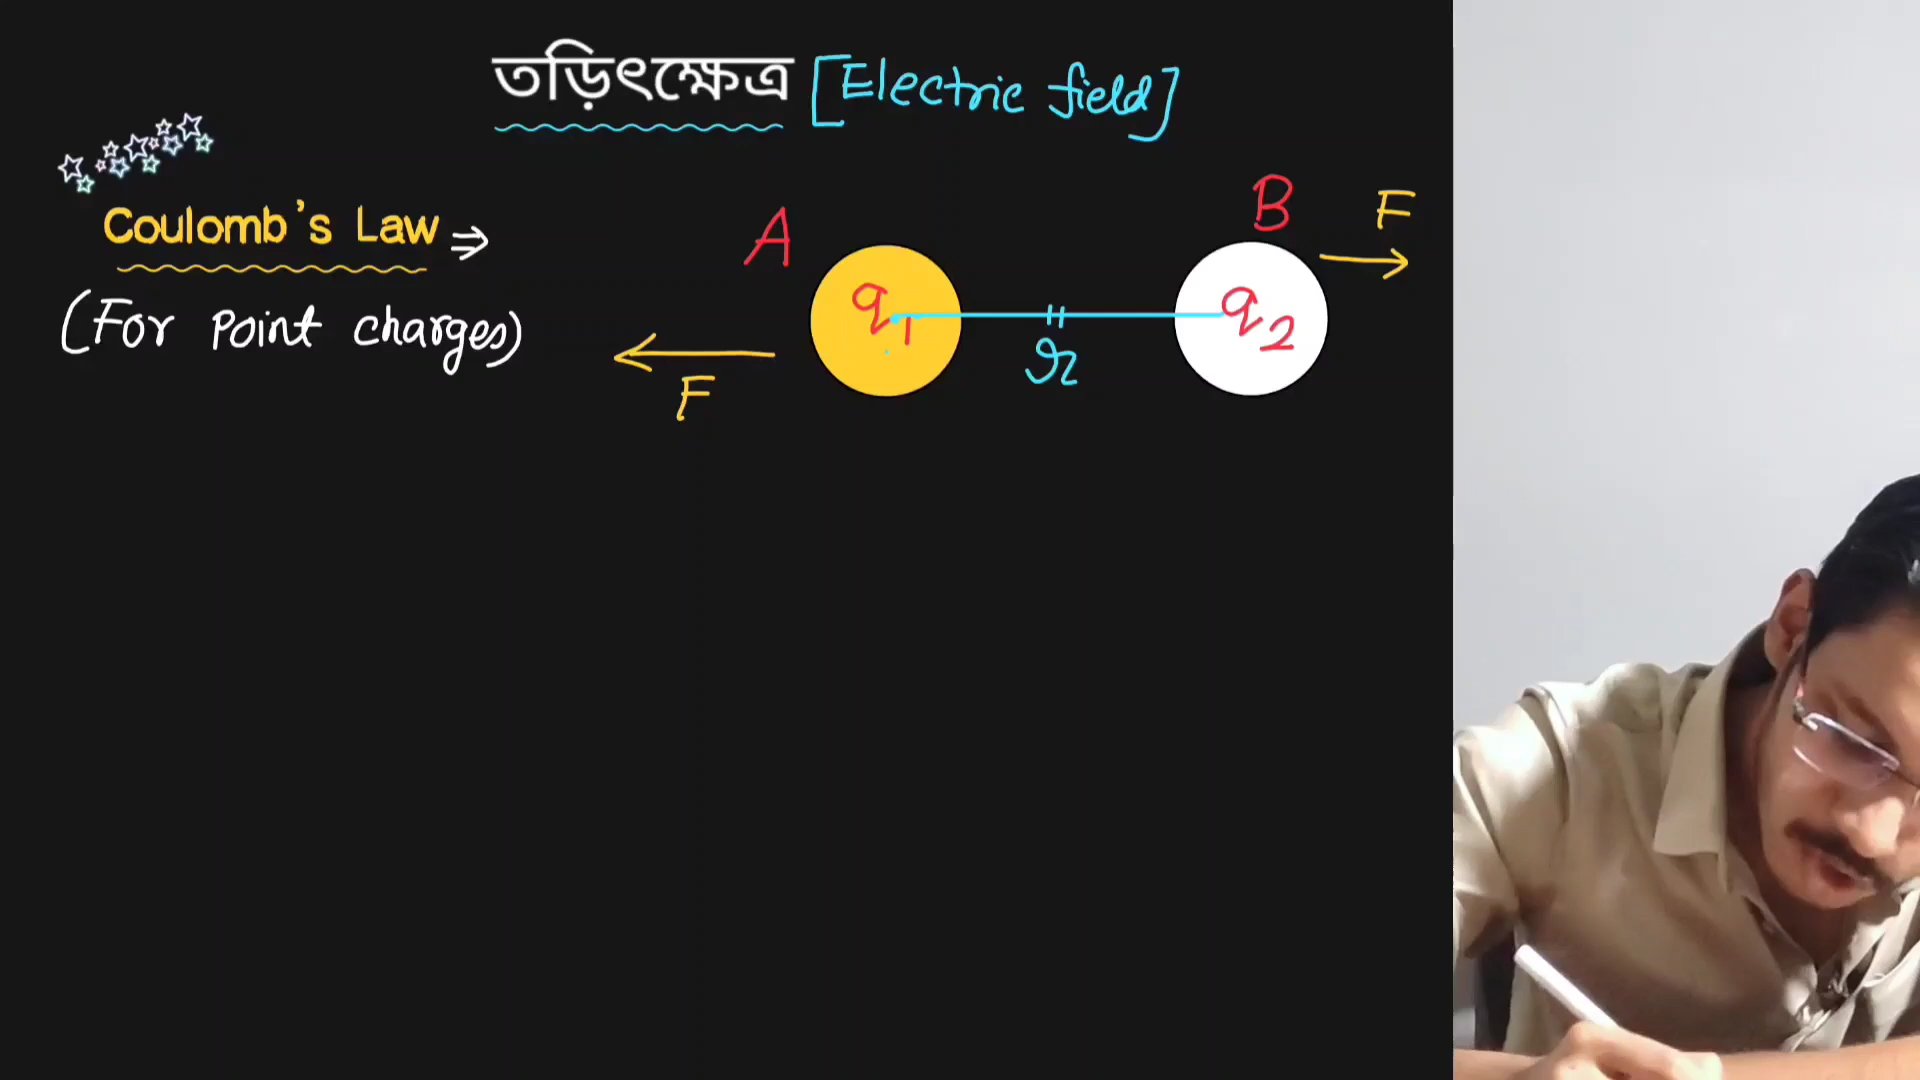 তড়িৎক্ষেত্র [Electric field]
Coulomb's Law ⇒
(For point charges)
A
B
F
q1
q2
r
F